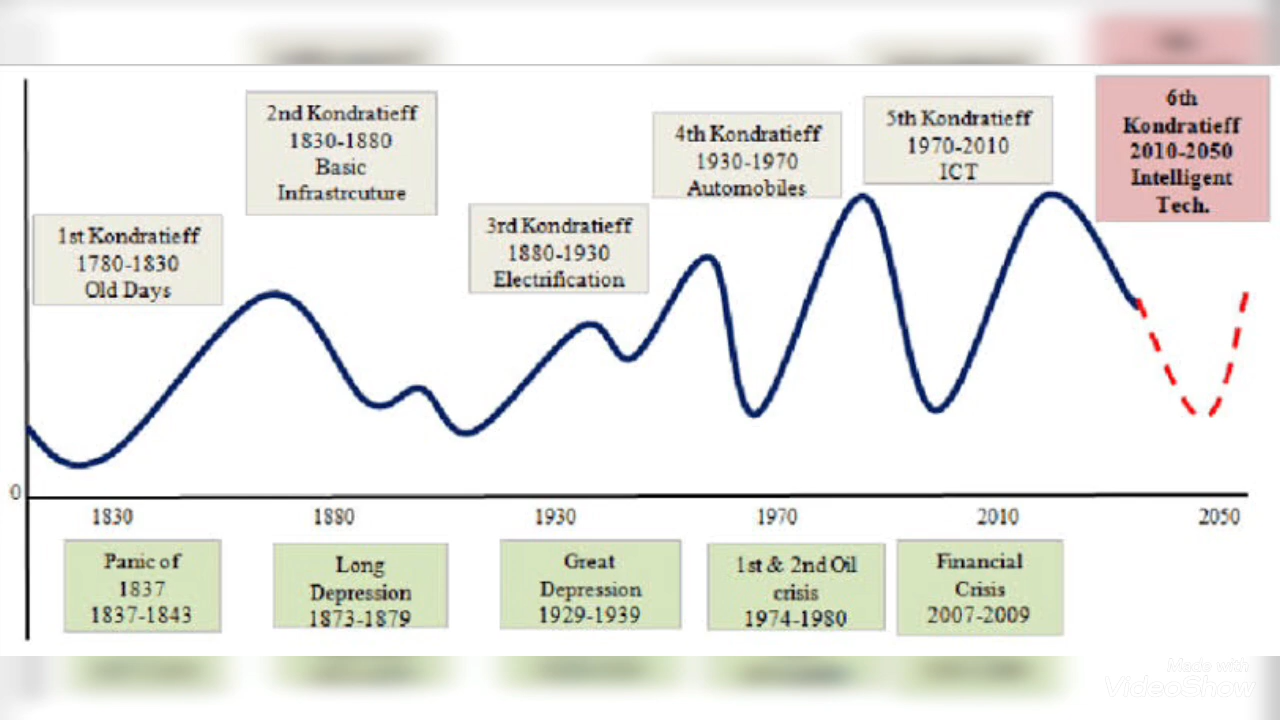 1st Kondratieff
1780-1830
Old Days
2nd Kondratieff
1830-1880
Basic
Infrastrcuture
3rd Kondratieff
1880-1930
Electrification
4th Kondratieff
1930-1970
Automobiles
5th Kondratieff
1970-2010
ICT
6th
Kondratieff
2010-2050
Intelligent
Tech.
0
1830 1880 1930 1970 2010 2050
Panic of
1837
1837-1843
Long
Depression
1873-1879
Great
Depression
1929-1939
1st & 2nd Oil
crisis
1974-1980
Financial
Crisis
2007-2009
Made with
VideoShow